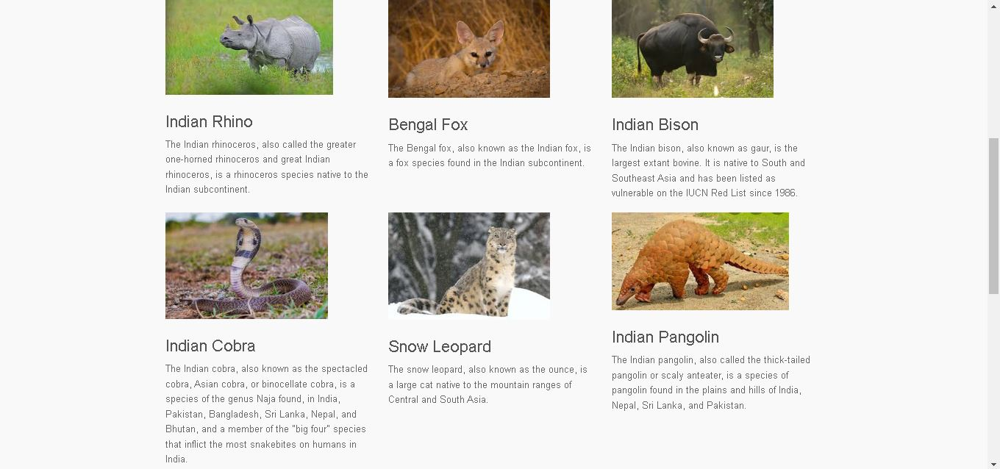 Indian Rhino
The Indian rhinoceros, also called the greater
one-horned rhinoceros and great Indian
rhinoceros, is a rhinoceros species native to the
Indian subcontinent.
Bengal Fox
The Bengal fox, also known as the Indian fox, is
a fox species found in the Indian subcontinent.
Indian Bison
The Indian bison, also known as gaur, is the
largest extant bovine. It is native to South and
Southeast Asia and has been listed as
vulnerable on the IUCN Red List since 1986.
Indian Cobra
The Indian cobra, also known as the spectacled
cobra, Asian cobra, or binocellate cobra, is a
species of the genus Naja found, in India,
Pakistan, Bangladesh, Sri Lanka, Nepal, and
Bhutan, and a member of the "big four" species
that inflict the most snakebites on humans in
India.
Snow Leopard
The snow leopard, also known as the ounce, is
a large cat native to the mountain ranges of
Central and South Asia.
Indian Pangolin
The Indian pangolin, also called the thick-tailed
pangolin or scaly anteater, is a species of
pangolin found in the plains and hills of India,
Nepal, Sri Lanka, and Pakistan.